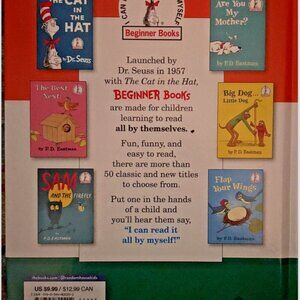 I CAN
MYSELF
Beginner Books
THE CAT
IN THE
HAT
by Dr. Seuss
Are You
My
Mother?
by P. D. Eastman
Launched by
Dr. Seuss in 1957
with The Cat in the Hat,
BEGINNER BOOKS
are made for children
learning to read
all by themselves.
The Best
Nest
by P. D. Eastman
Big Dog...
Little Dog
by P. D. Eastman
Fun, funny, and
easy to read,
there are more than
50 classic and new titles
to choose from.
SAM
AND THE FIREFLY
P. D. EASTMAN
Flap
Your Wings
by P. D. Eastman
Put one in the hands
of a child and
you'll hear them say,
"I can read it
all by myself!"
US $9.99 / $12.99 CAN